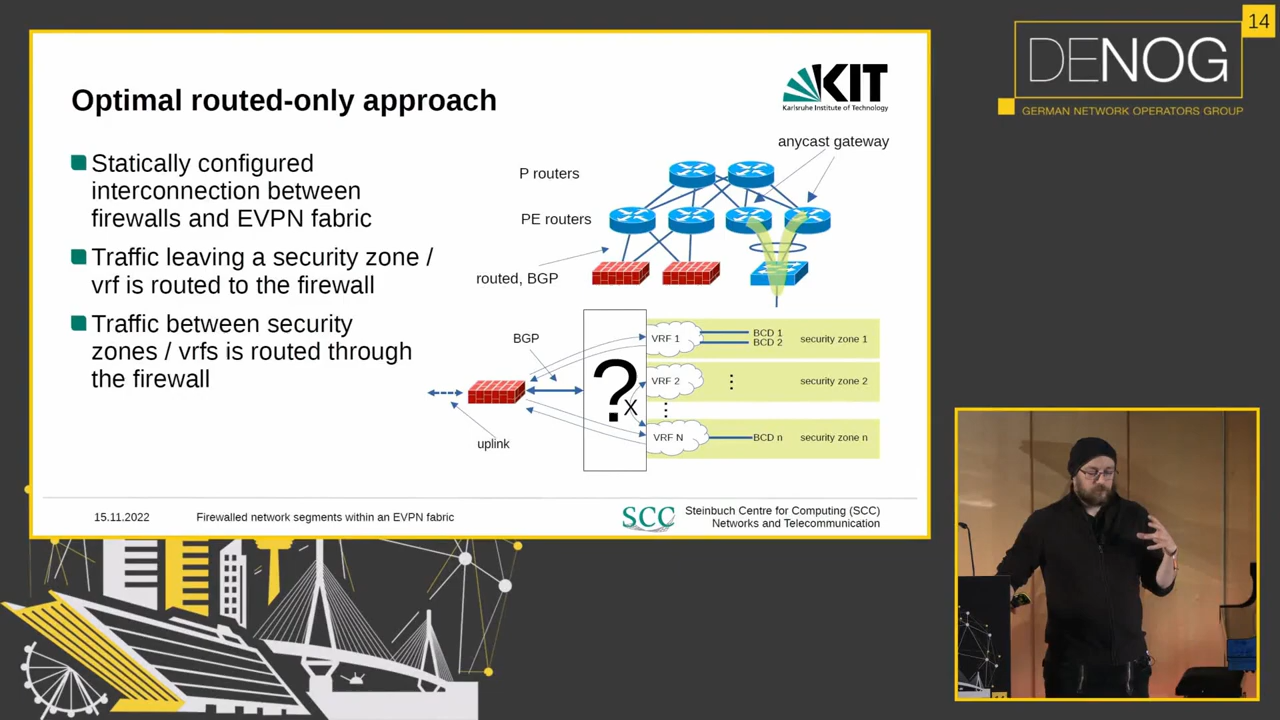 14
DENOG
GERMAN NETWORK OPERATORS GROUP
Optimal routed-only approach
KIT
Karlsruhe Institute of Technology
Statically configured
interconnection between
firewalls and EVPN fabric
Traffic leaving a security zone /
vrf is routed to the firewall
Traffic between security
zones / vrfs is routed through
the firewall
anycast gateway
P routers
PE routers
routed, BGP
BGP
uplink
?
X
VRF 1
BCD 1
BCD 2
security zone 1
VRF 2
security zone 2
VRF N
BCD n
security zone n
15.11.2022
Firewalled network segments within an EVPN fabric
SCC
Steinbuch Centre for Computing (SCC)
Networks and Telecommunication